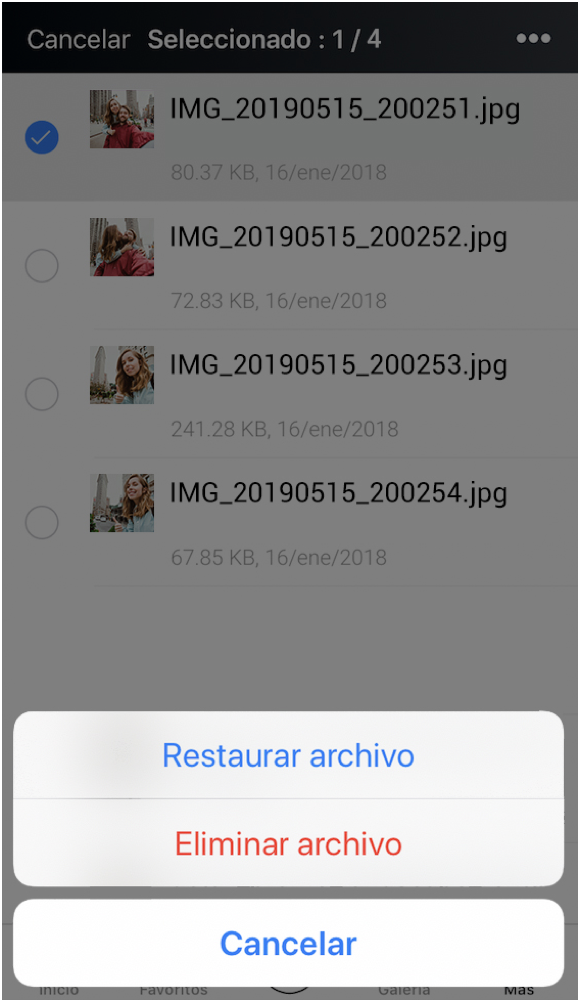 Cancelar Seleccionado : 1 / 4
IMG_20190515_200251.jpg
80.37 KB, 16/ene/2018
IMG_20190515_200252.jpg
72.83 KB, 16/ene/2018
IMG_20190515_200253.jpg
241.28 KB, 16/ene/2018
IMG_20190515_200254.jpg
67.85 KB, 16/ene/2018
Restaurar archivo
Eliminar archivo
Cancelar
Inicio Favoritos Galería Más